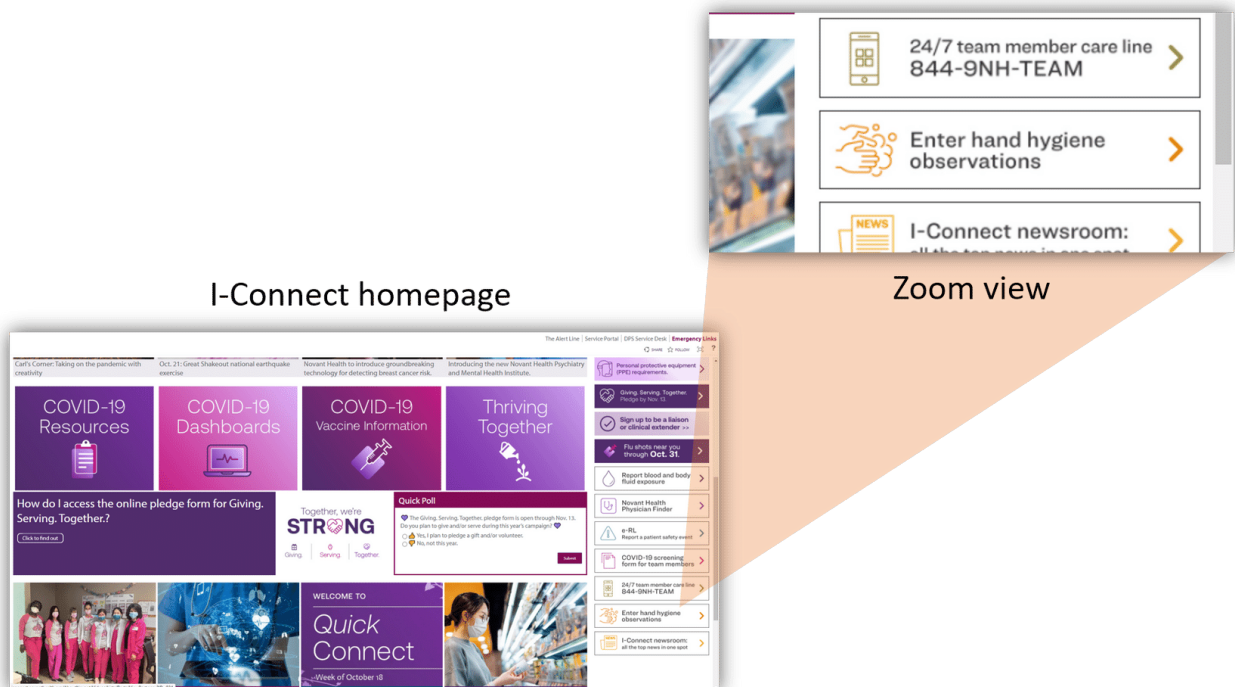 24/7 team member care line
844-9NH-TEAM
Enter hand hygiene
observations
NEWS
I-Connect newsroom:
all the top news in one spot
Zoom view
I-Connect homepage
The Alert Line | Service Portal | DPS Service Desk | Emergency Links
SHARE FOLLOW ?
Carl's Corner: Taking on the pandemic with
creativity
Oct. 21: Great Shakeout national earthquake
exercise
Novant Health to introduce groundbreaking
technology for detecting breast cancer risk.
Introducing the new Novant Health Psychiatry
and Mental Health Institute.
COVID-19
Resources
COVID-19
Dashboards
COVID-19
Vaccine Information
Thriving
Together
How do I access the online pledge form for Giving.
Serving. Together.?
Click to find out
Together, we're
STRONG
Giving. Serving. Together.
Quick Poll
The Giving. Serving. Together. pledge form is open through Nov. 13.
Do you plan to give and/or serve during this year's campaign?
Yes, I plan to pledge a gift and/or volunteer.
No, not this year.
Submit
WELCOME TO
Quick
Connect
Week of October 18
Personal protective equipment
(PPE) requirements.
Giving. Serving. Together.
Pledge by Nov. 13.
Sign up to be a liaison
or clinical extender >>
Flu shots near you
through Oct. 31.
Report blood and body
fluid exposure
Novant Health
Physician Finder
e-RL
Report a patient safety event
COVID-19 screening
form for team members
24/7 team member care line
844-9NH-TEAM
Enter hand hygiene
observations
NEWS
I-Connect newsroom:
all the top news in one spot